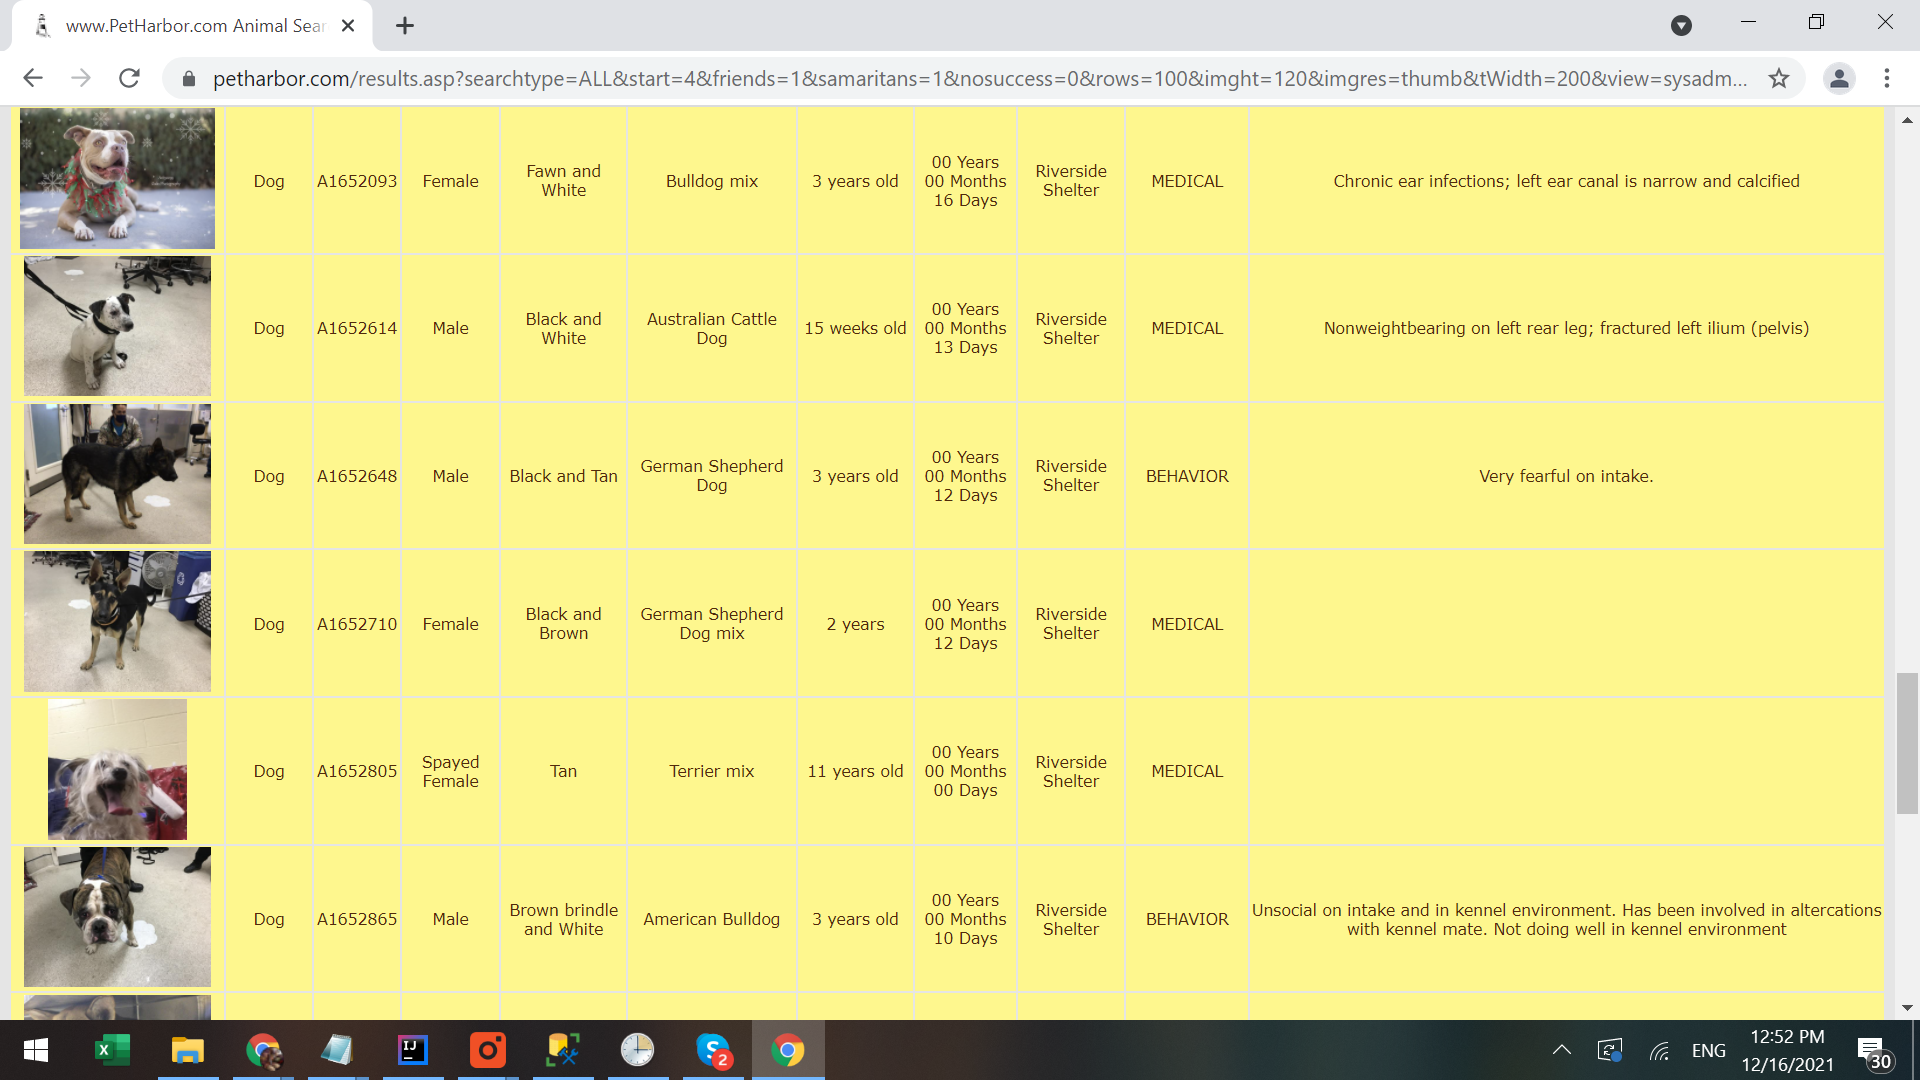 www.PetHarbor.com Animal Sear
petharbor.com/results.asp?searchtype=ALL&start=4&friends=1&samaritans=1&nosuccess=0&rows=100&imght=120&imgres=thumb&tWidth=200&view=sysadm...
Dog
A1652093
Female
Fawn and
White
Bulldog mix
3 years old
00 Years
00 Months
16 Days
Riverside
Shelter
MEDICAL
Chronic ear infections; left ear canal is narrow and calcified
Dog
A1652614
Male
Black and
White
Australian Cattle
Dog
15 weeks old
00 Years
00 Months
13 Days
Riverside
Shelter
MEDICAL
Nonweightbearing on left rear leg; fractured left ilium (pelvis)
Dog
A1652648
Male
Black and Tan
German Shepherd
Dog
3 years old
00 Years
00 Months
12 Days
Riverside
Shelter
BEHAVIOR
Very fearful on intake.
Dog
A1652710
Female
Black and
Brown
German Shepherd
Dog mix
2 years
00 Years
00 Months
12 Days
Riverside
Shelter
MEDICAL
Dog
A1652805
Spayed
Female
Tan
Terrier mix
11 years old
00 Years
00 Months
00 Days
Riverside
Shelter
MEDICAL
Dog
A1652865
Male
Brown brindle
and White
American Bulldog
3 years old
00 Years
00 Months
10 Days
Riverside
Shelter
BEHAVIOR
Unsocial on intake and in kennel environment. Has been involved in altercations
with kennel mate. Not doing well in kennel environment
X
IJ
S
2
ENG
12:52 PM
12/16/2021
30